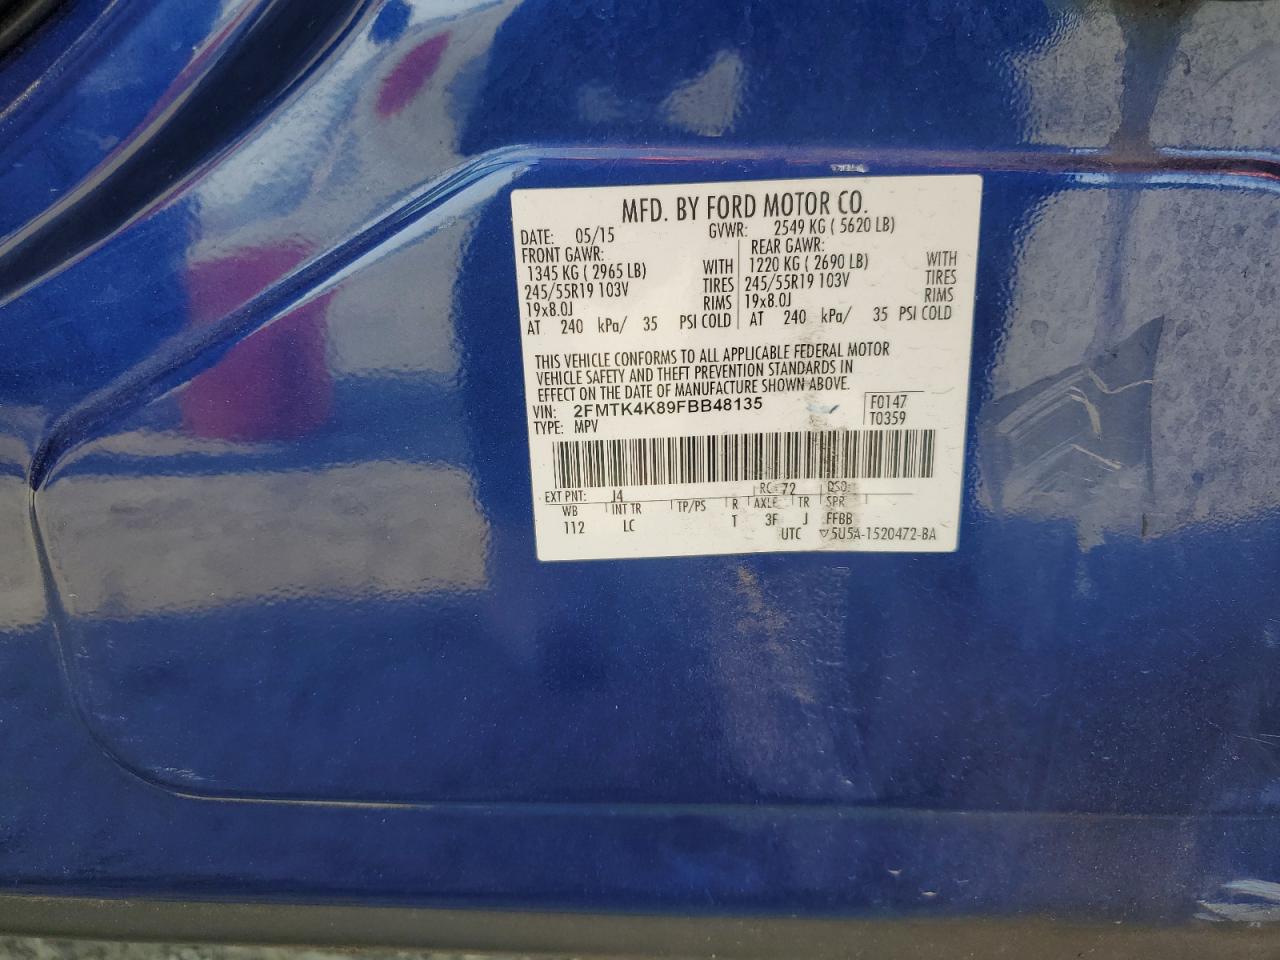 MFD. BY FORD MOTOR CO.
DATE: 05/15 GVWR: 2549 KG ( 5620 LB)
FRONT GAWR: REAR GAWR:
1345 KG ( 2965 LB) WITH 1220 KG ( 2690 LB) WITH
245/55R19 103V TIRES 245/55R19 103V TIRES
19x8.0J RIMS 19x8.0J RIMS
AT 240 kPa/ 35 PSI COLD AT 240 kPa/ 35 PSI COLD
THIS VEHICLE CONFORMS TO ALL APPLICABLE FEDERAL MOTOR
VEHICLE SAFETY AND THEFT PREVENTION STANDARDS IN
EFFECT ON THE DATE OF MANUFACTURE SHOWN ABOVE.
VIN: 2FMTK4K89FBB48135 F0147
TYPE: MPV T0359
EXT PNT: J4 RC: 72 DSO:
WB INT TR TP/PS R AXLE TR SPR
112 LC T 3F J FFBB
UTC ▽5U5A-1520472-BA